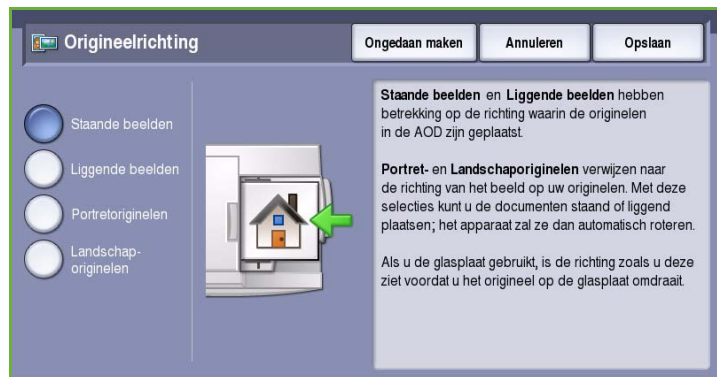 Origineelrichting
Ongedaan maken
Annuleren
Opslaan
Staande beelden
Liggende beelden
Portretoriginelen
Landschap-
originelen
Staande beelden en Liggende beelden hebben
betrekking op de richting waarin de originelen
in de AOD zijn geplaatst.
Portret- en Landschaporiginelen verwijzen naar
de richting van het beeld op uw originelen. Met deze
selecties kunt u de documenten staand of liggend
plaatsen; het apparaat zal ze dan automatisch roteren.
Als u de glasplaat gebruikt, is de richting zoals u deze
ziet voordat u het origineel op de glasplaat omdraait.